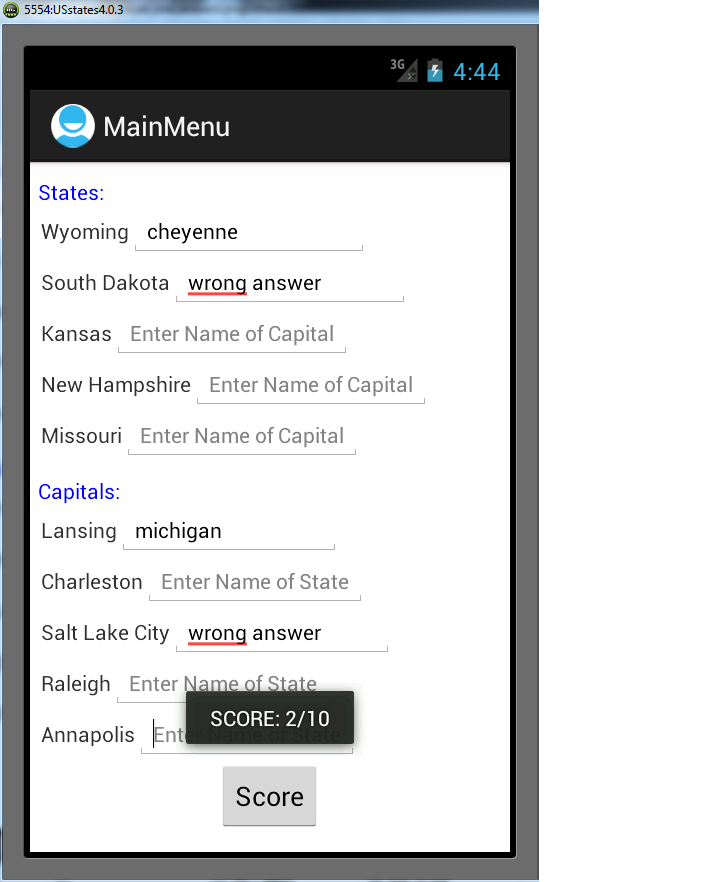 5554:USstates4.0.3
3G 4:44
MainMenu
States:
Wyoming cheyenne
South Dakota wrong answer
Kansas Enter Name of Capital
New Hampshire Enter Name of Capital
Missouri Enter Name of Capital
Capitals:
Lansing michigan
Charleston Enter Name of State
Salt Lake City wrong answer
Raleigh Enter Name of State
SCORE: 2/10
Annapolis Enter Name of State
Score